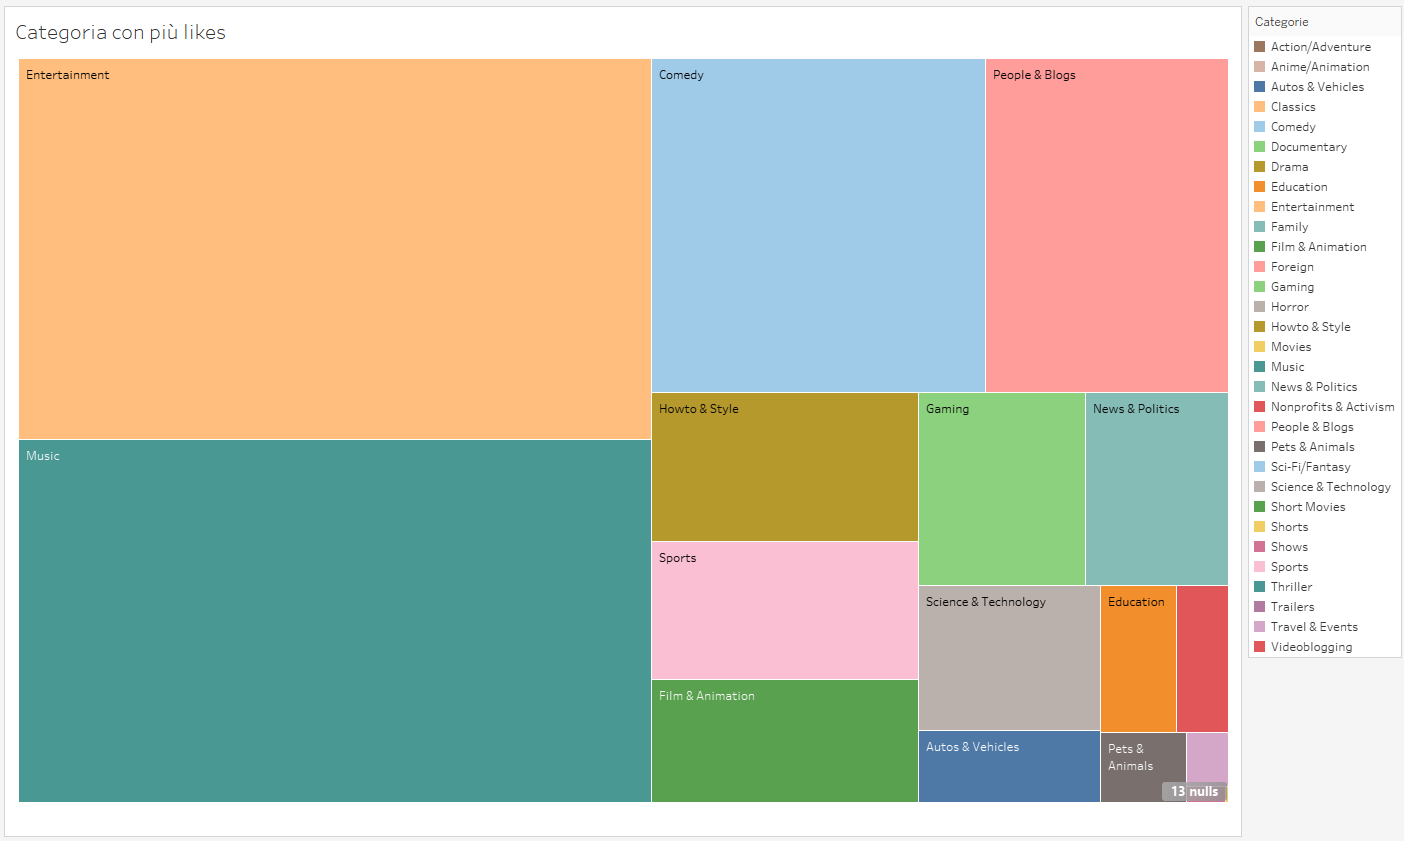 Categoria con più likes
Entertainment
Comedy
People & Blogs
Howto & Style
Gaming
News & Politics
Music
Sports
Science & Technology
Education
Film & Animation
Autos & Vehicles
Pets &
Animals
13 nulls
Categorie
Action/Adventure
Anime/Animation
Autos & Vehicles
Classics
Comedy
Documentary
Drama
Education
Entertainment
Family
Film & Animation
Foreign
Gaming
Horror
Howto & Style
Movies
Music
News & Politics
Nonprofits & Activism
People & Blogs
Pets & Animals
Sci-Fi/Fantasy
Science & Technology
Short Movies
Shorts
Shows
Sports
Thriller
Trailers
Travel & Events
Videoblogging